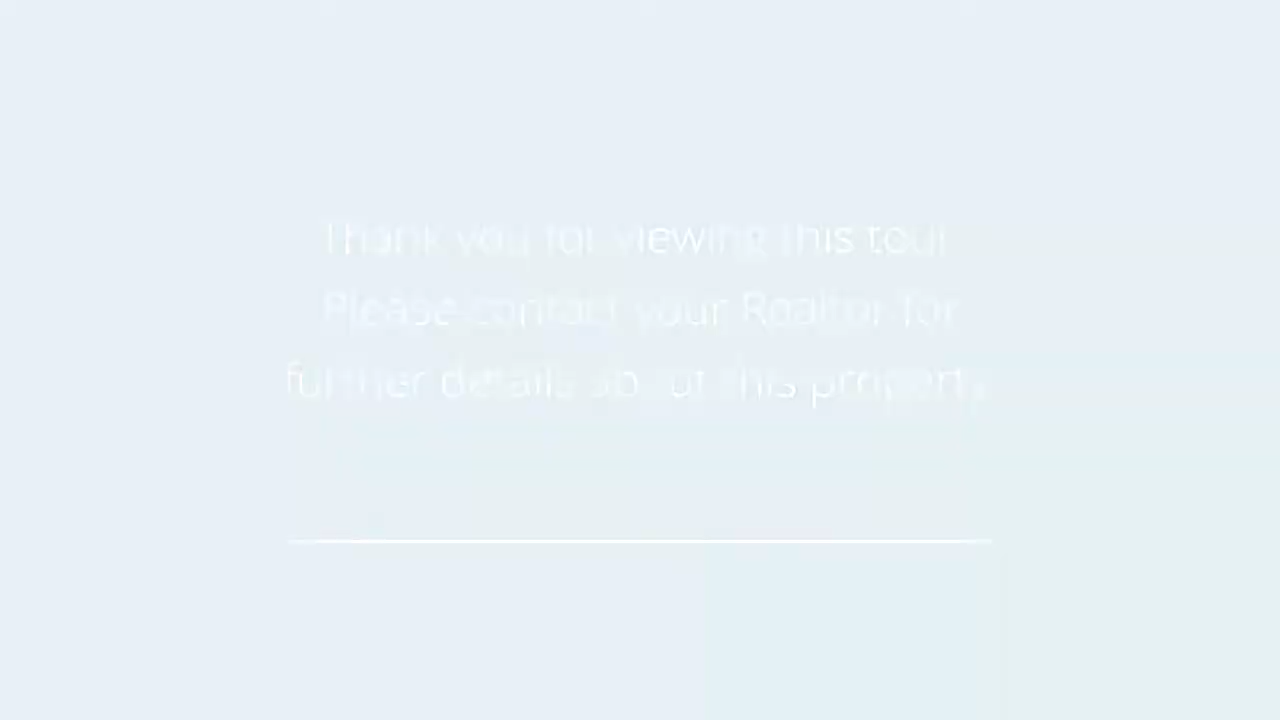 Thank you for viewing this tour
Please contact your Realtor for
further details about this property